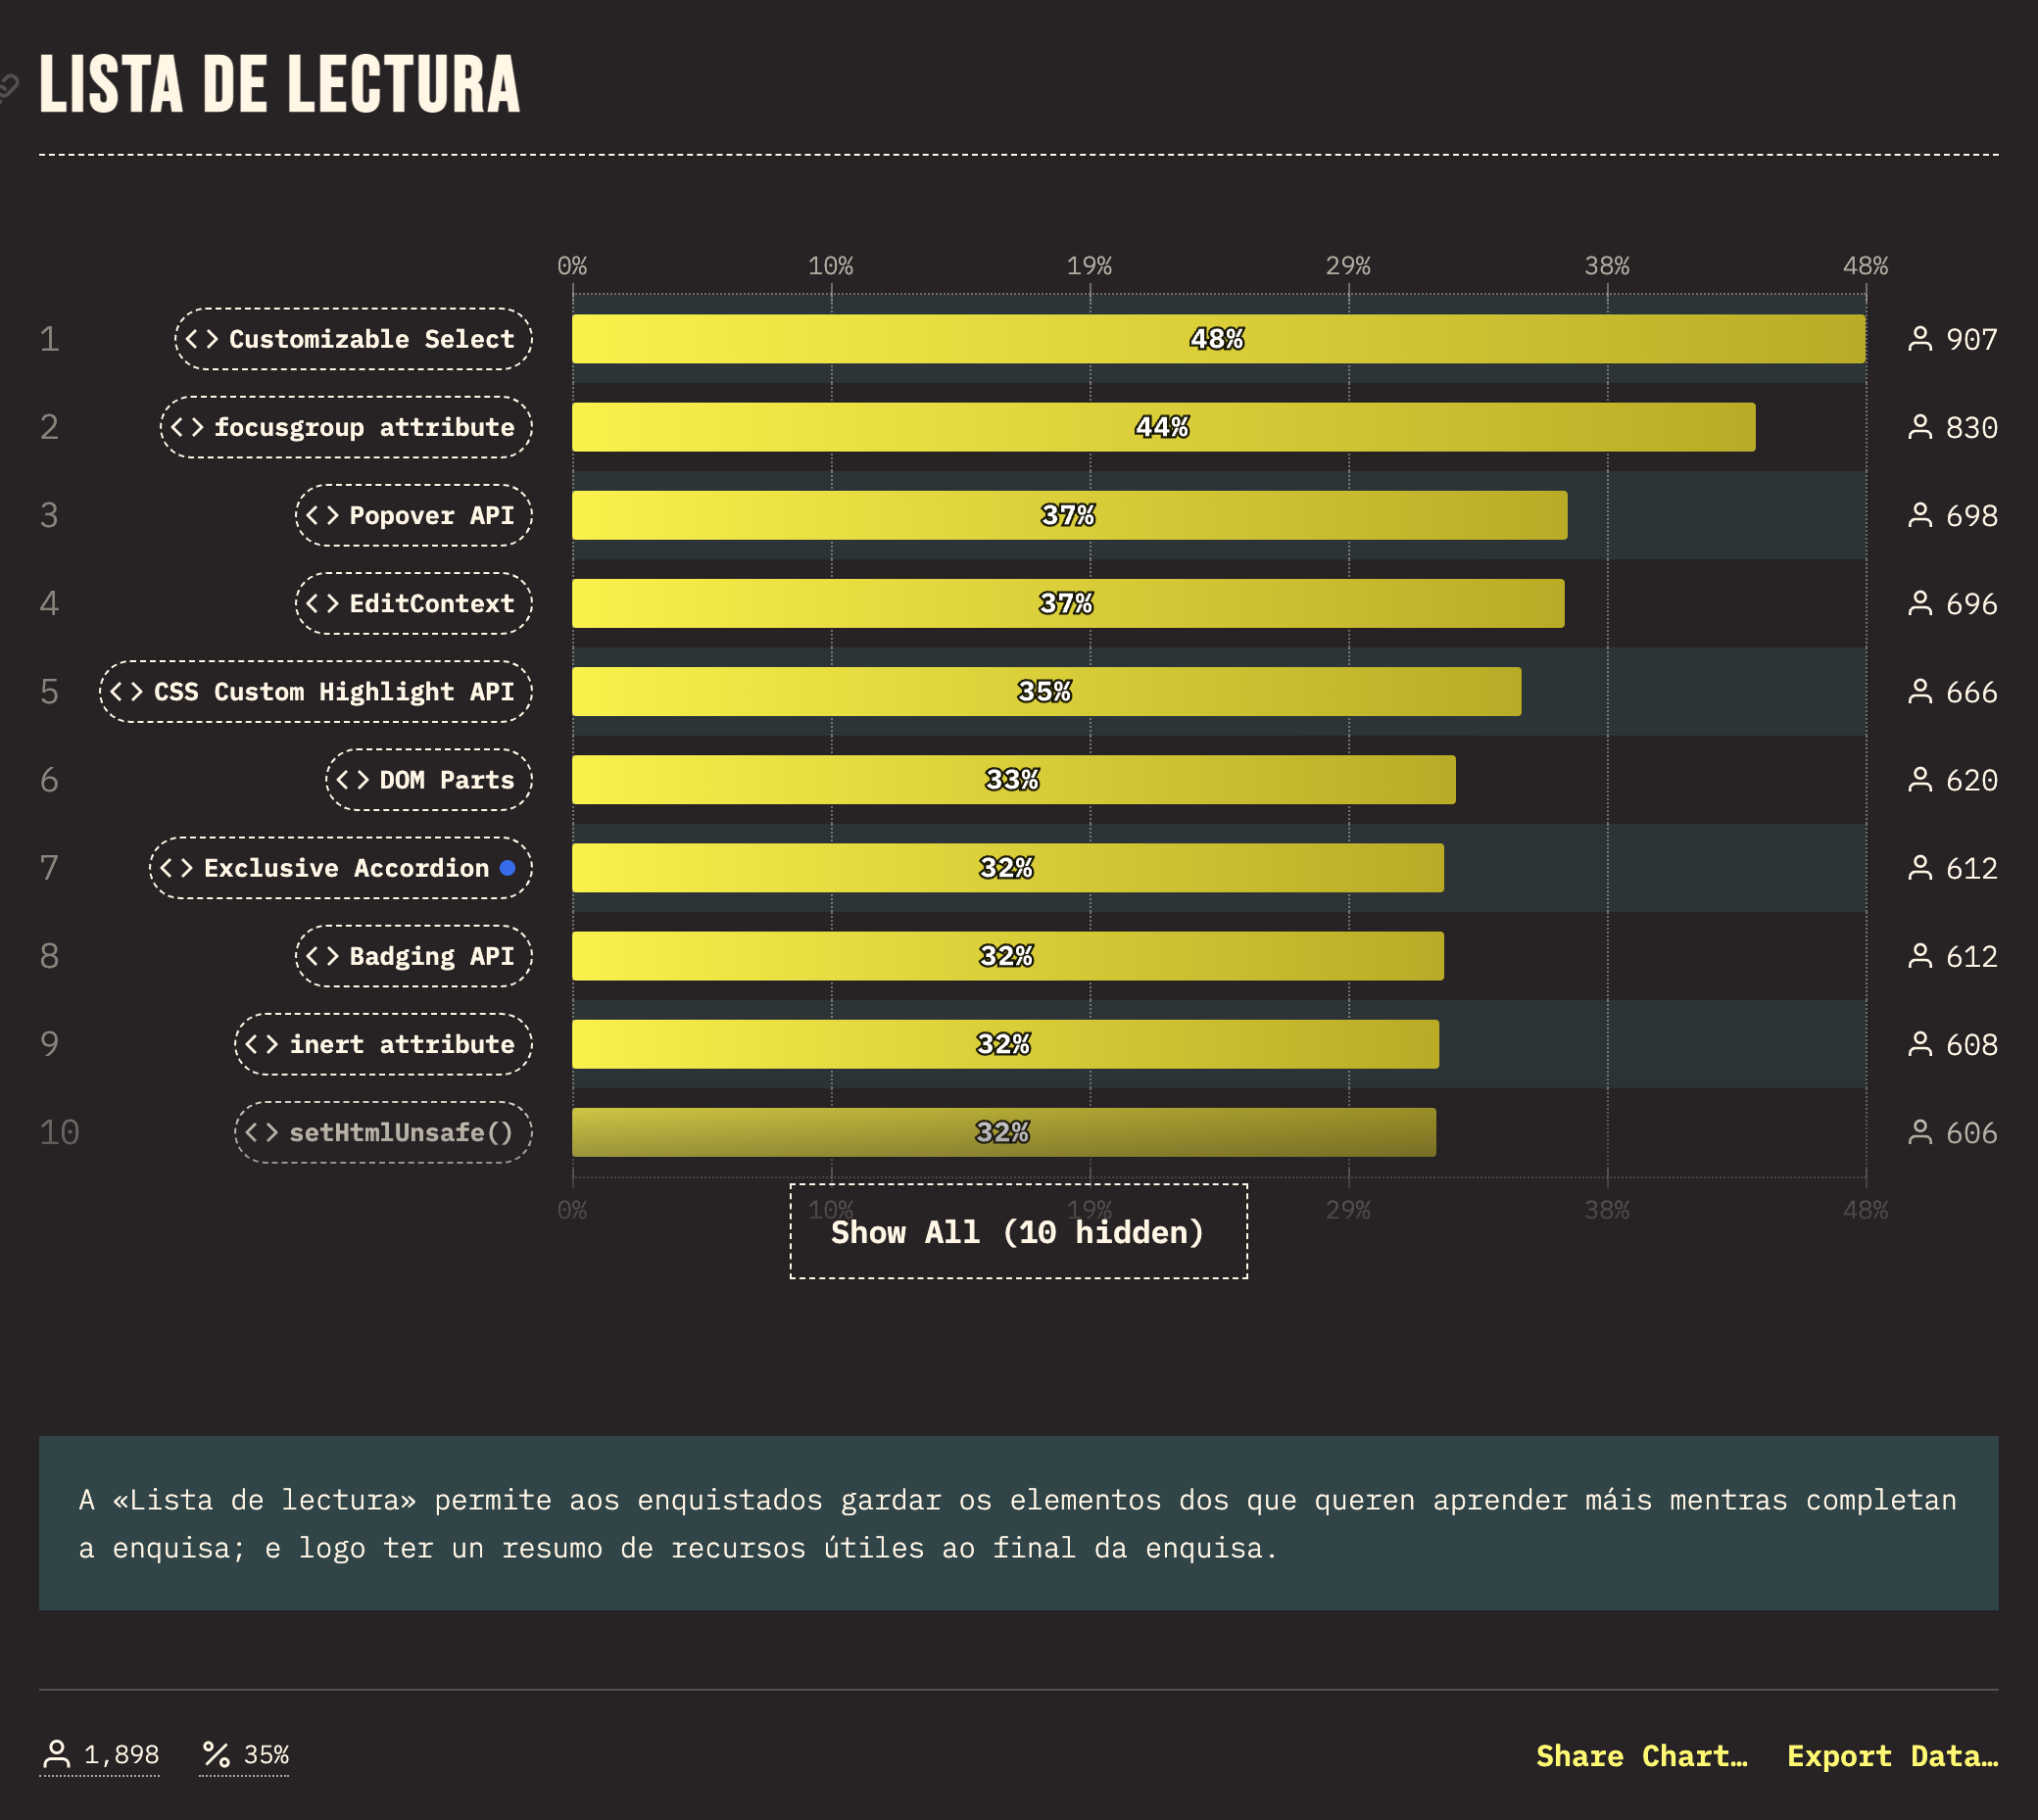 LISTA DE LECTURA
0% 10% 19% 29% 38% 48%
1 <> Customizable Select 48% 907
2 <> focusgroup attribute 44% 830
3 <> Popover API 37% 698
4 <> EditContext 37% 696
5 <> CSS Custom Highlight API 35% 666
6 <> DOM Parts 33% 620
7 <> Exclusive Accordion 32% 612
8 <> Badging API 32% 612
9 <> inert attribute 32% 608
10 <> setHtmlUnsafe() 32% 606
0% 10% 19% 29% 38% 48%
Show All (10 hidden)
A «Lista de lectura» permite aos enquistados gardar os elementos dos que queren aprender máis mentras completan
a enquisa; e logo ter un resumo de recursos útiles ao final da enquisa.
1,898 % 35% Share Chart… Export Data…